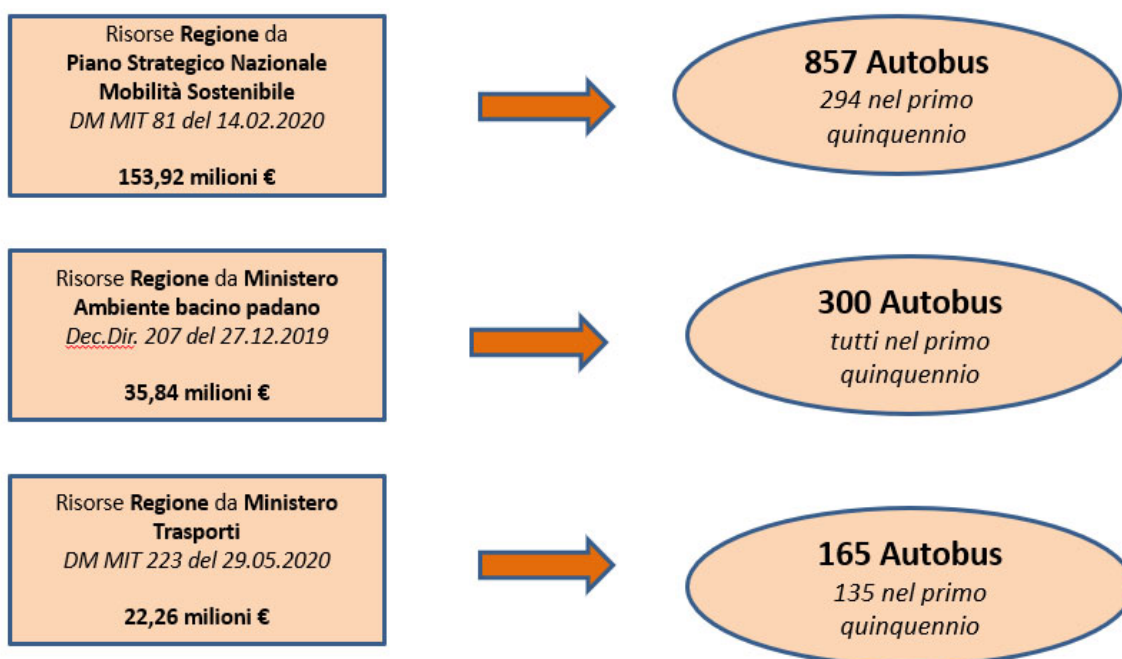 Risorse Regione da
Piano Strategico Nazionale
Mobilità Sostenibile
DM MIT 81 del 14.02.2020
153,92 milioni €
857 Autobus
294 nel primo
quinquennio
Risorse Regione da Ministero
Ambiente bacino padano
Dec.Dir. 207 del 27.12.2019
35,84 milioni €
300 Autobus
tutti nel primo
quinquennio
Risorse Regione da Ministero
Trasporti
DM MIT 223 del 29.05.2020
22,26 milioni €
165 Autobus
135 nel primo
quinquennio